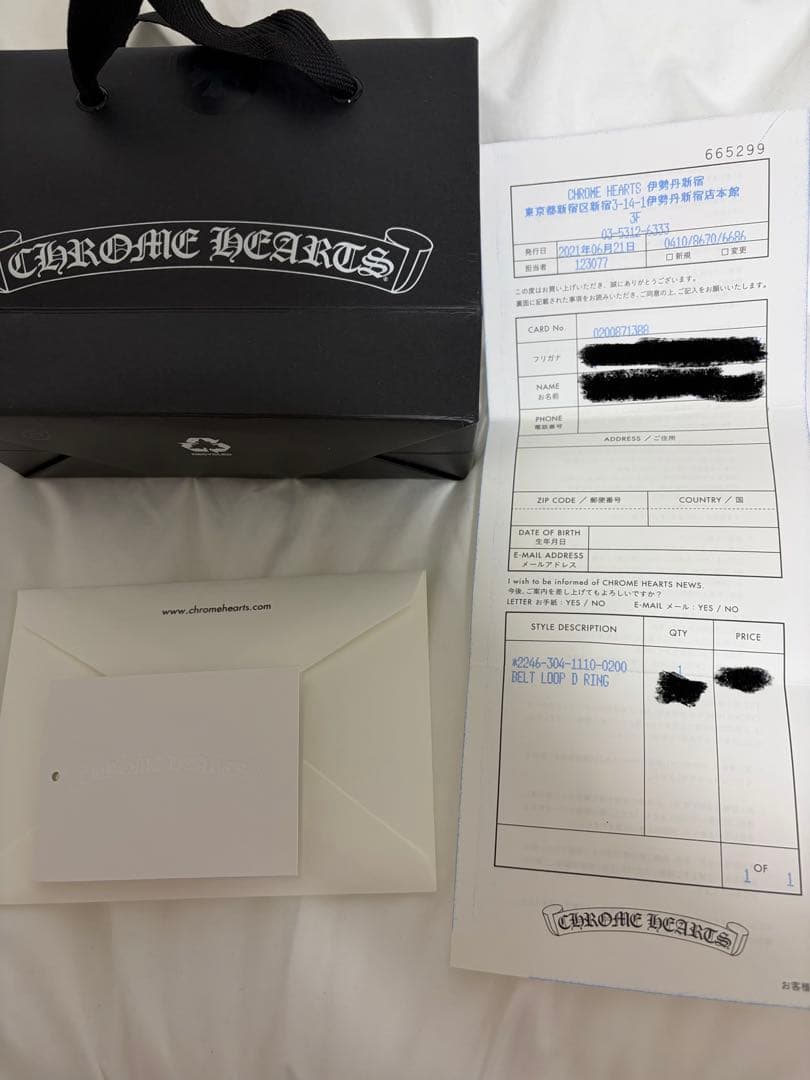 CHROME HEARTS
RECYCLED
www.chromehearts.com
665299
CHROME HEARTS 伊勢丹新宿
東京都新宿区新宿3-14-1伊勢丹新宿店本館
3F
03-5312-6333
発行日 2021年06月21日 0410/8670/6686
担当者 123077 □新規 □変更
この度はお買い上げいただき、誠にありがとうございます。
裏面に記載された事項をお読みいただき、ご同意の上、ご記入をお願いいたします。
CARD No. 0200871388
フリガナ
NAME
お名前
PHONE
電話番号
ADDRESS / ご住所
ZIP CODE / 郵便番号 COUNTRY / 国
DATE OF BIRTH
生年月日
E-MAIL ADDRESS
メールアドレス
I wish to be informed of CHROME HEARTS NEWS.
今後、ご案内を差し上げてもよろしいですか?
LETTER お手紙 : YES / NO E-MAIL メール : YES / NO
STYLE DESCRIPTION QTY PRICE
*2246-304-1110-0200 1
BELT LOOP D RING
1 OF 1
CHROME HEARTS
お客様